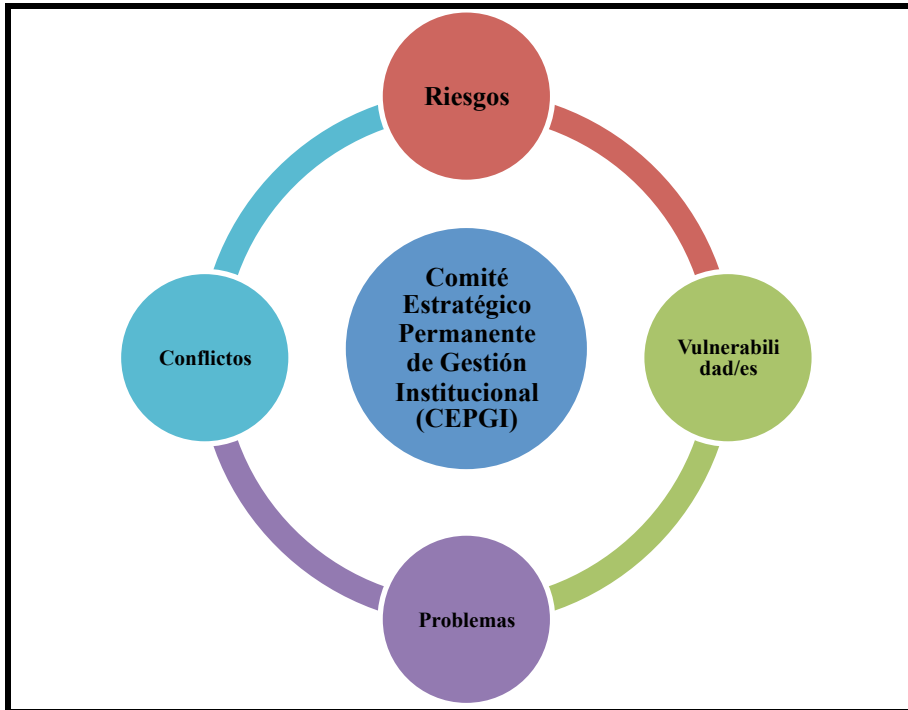 Riesgos
Comité
Estratégico
Permanente
de Gestión
Institucional
(CEPGI)
Conflictos
Vulnerabili
dad/es
Problemas